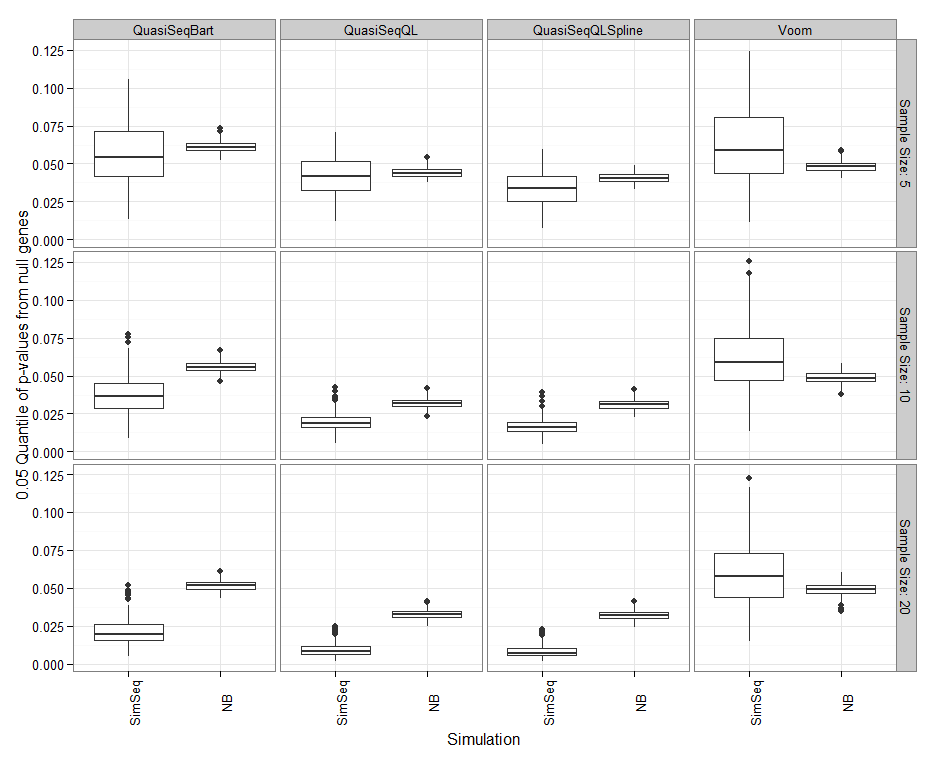 QuasiSeqBart QuasiSeqQL QuasiSeqQLSpline Voom
0.125
0.100
0.075
0.050
0.025
0.000
Sample Size: 5
0.125
0.100
0.075
0.050
0.025
0.000
Sample Size: 10
0.125
0.100
0.075
0.050
0.025
0.000
Sample Size: 20
0.05 Quantile of p-values from null genes
SimSeq NB SimSeq NB SimSeq NB SimSeq NB
Simulation